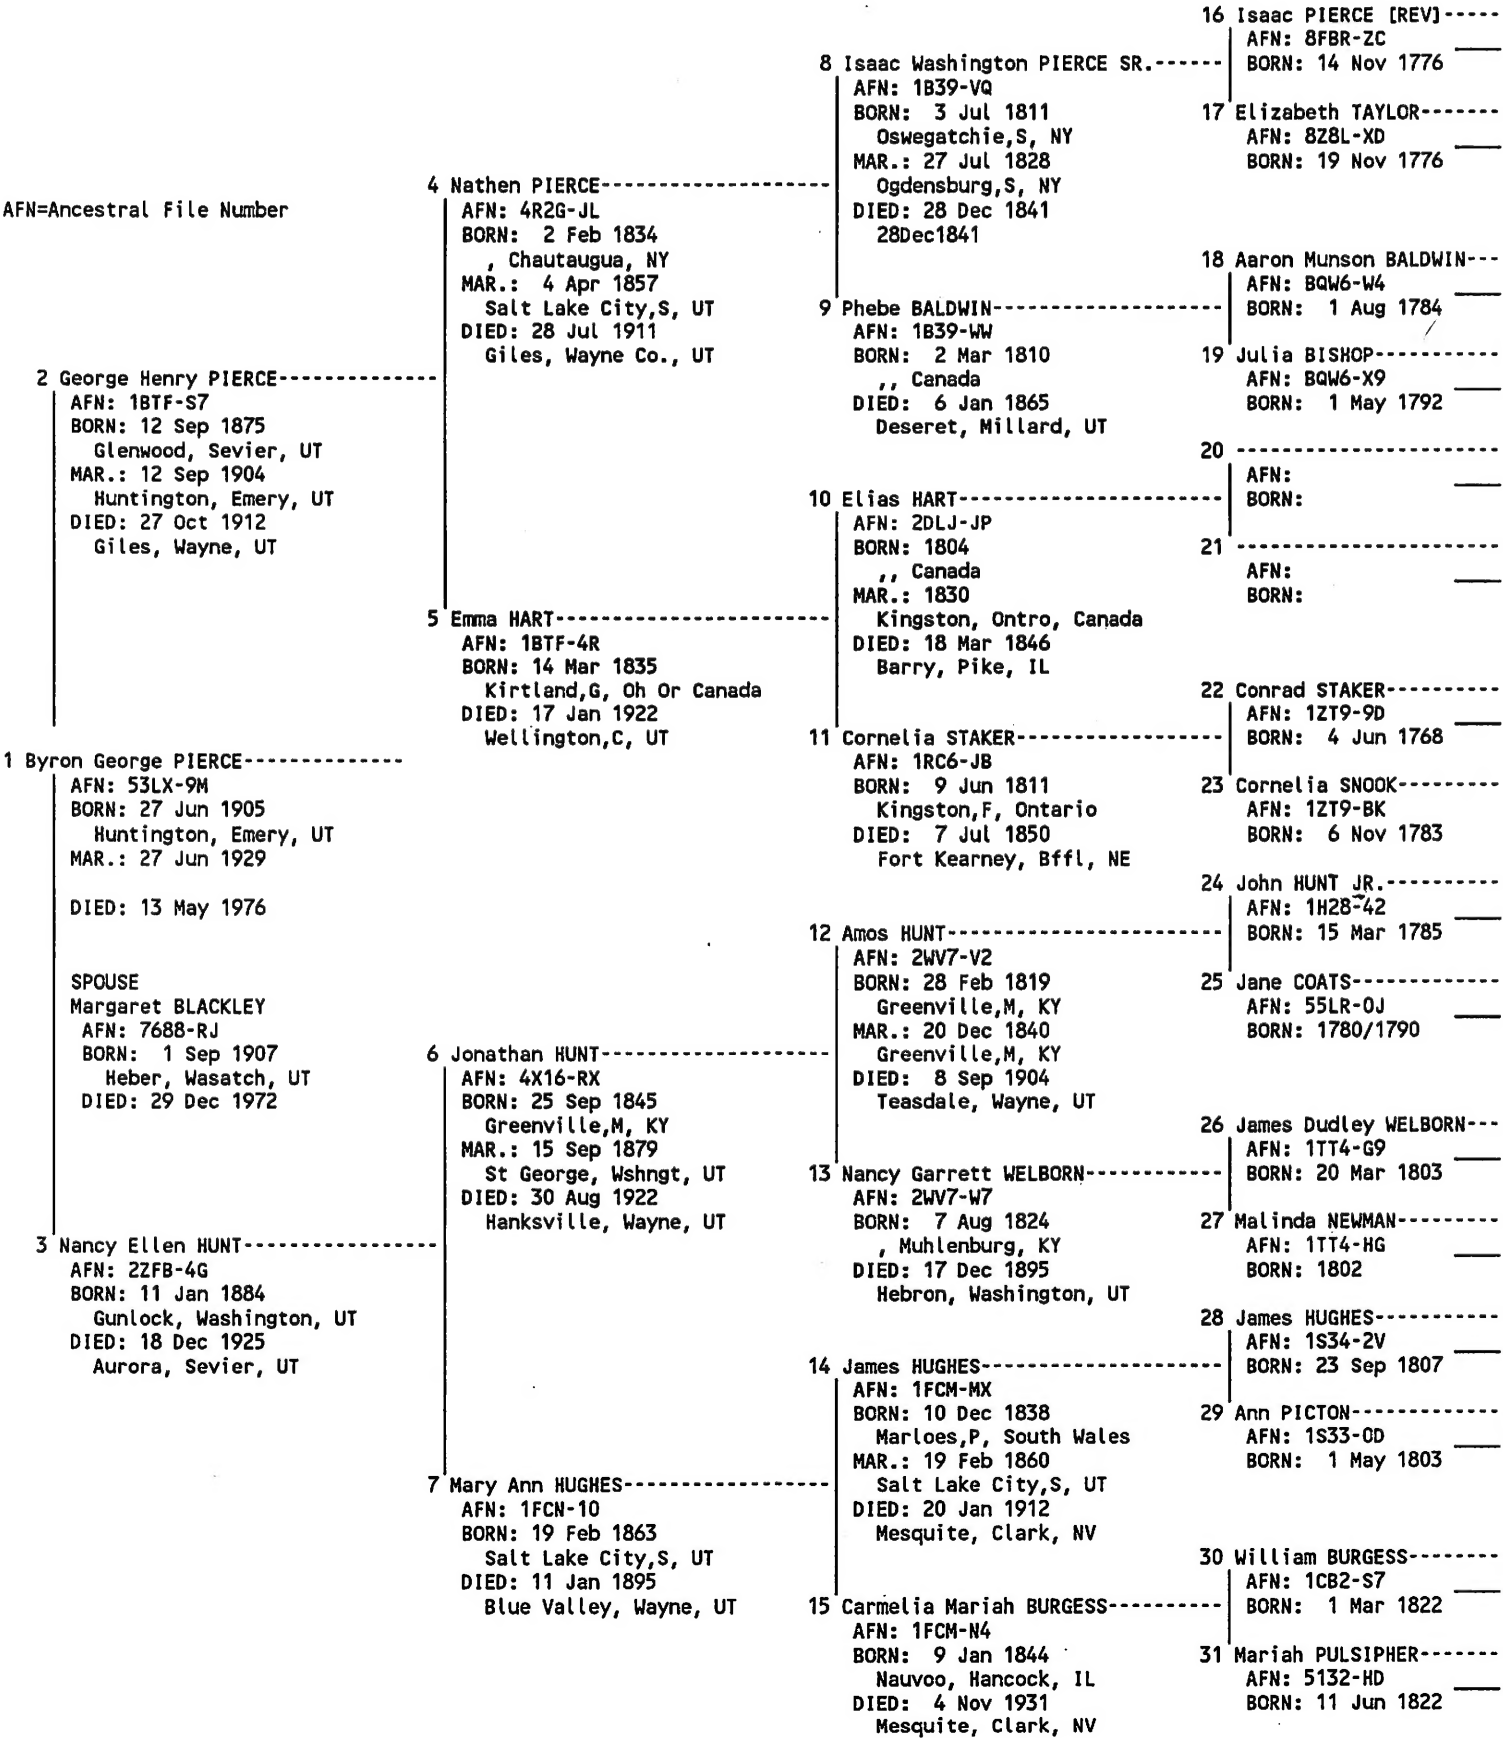 AFN=Ancestral File Number
1 Byron George PIERCE--------------
AFN: 53LX-9M
BORN: 27 Jun 1905
Huntington, Emery, UT
MAR.: 27 Jun 1929
DIED: 13 May 1976
SPOUSE
Margaret BLACKLEY
AFN: 7688-RJ
BORN: 1 Sep 1907
Heber, Wasatch, UT
DIED: 29 Dec 1972
2 George Henry PIERCE--------------
AFN: 1BTF-S7
BORN: 12 Sep 1875
Glenwood, Sevier, UT
MAR.: 12 Sep 1904
Huntington, Emery, UT
DIED: 27 Oct 1912
Giles, Wayne, UT
3 Nancy Ellen HUNT-----------------
AFN: 2ZFB-4G
BORN: 11 Jan 1884
Gunlock, Washington, UT
DIED: 18 Dec 1925
Aurora, Sevier, UT
4 Nathen PIERCE--------------------
AFN: 4R2G-JL
BORN: 2 Feb 1834
, Chautaugua, NY
MAR.: 4 Apr 1857
Salt Lake City,S, UT
DIED: 28 Jul 1911
Giles, Wayne Co., UT
5 Emma HART------------------------
AFN: 1BTF-4R
BORN: 14 Mar 1835
Kirtland,G, Oh Or Canada
DIED: 17 Jan 1922
Wellington,C, UT
6 Jonathan HUNT--------------------
AFN: 4X16-RX
BORN: 25 Sep 1845
Greenville,M, KY
MAR.: 15 Sep 1879
St George, Wshngt, UT
DIED: 30 Aug 1922
Hanksville, Wayne, UT
7 Mary Ann HUGHES------------------
AFN: 1FCN-10
BORN: 19 Feb 1863
Salt Lake City,S, UT
DIED: 11 Jan 1895
Blue Valley, Wayne, UT
8 Isaac Washington PIERCE SR.------
AFN: 1B39-VQ
BORN: 3 Jul 1811
Oswegatchie,S, NY
MAR.: 27 Jul 1828
Ogdensburg,S, NY
DIED: 28 Dec 1841
28Dec1841
9 Phebe BALDWIN--------------------
AFN: 1B39-WW
BORN: 2 Mar 1810
,, Canada
DIED: 6 Jan 1865
Deseret, Millard, UT
10 Elias HART-----------------------
AFN: 2DLJ-JP
BORN: 1804
,, Canada
MAR.: 1830
Kingston, Ontro, Canada
DIED: 18 Mar 1846
Barry, Pike, IL
11 Cornelia STAKER------------------
AFN: 1RC6-JB
BORN: 9 Jun 1811
Kingston,F, Ontario
DIED: 7 Jul 1850
Fort Kearney, Bffl, NE
12 Amos HUNT------------------------
AFN: 2WV7-V2
BORN: 28 Feb 1819
Greenville,M, KY
MAR.: 20 Dec 1840
Greenville,M, KY
DIED: 8 Sep 1904
Teasdale, Wayne, UT
13 Nancy Garrett WELBORN------------
AFN: 2WV7-W7
BORN: 7 Aug 1824
, Muhlenburg, KY
DIED: 17 Dec 1895
Hebron, Washington, UT
14 James HUGHES---------------------
AFN: 1FCM-MX
BORN: 10 Dec 1838
Marloes,P, South Wales
MAR.: 19 Feb 1860
Salt Lake City,S, UT
DIED: 20 Jan 1912
Mesquite, Clark, NV
15 Carmelia Mariah BURGESS----------
AFN: 1FCM-N4
BORN: 9 Jan 1844
Nauvoo, Hancock, IL
DIED: 4 Nov 1931
Mesquite, Clark, NV
16 Isaac PIERCE [REV]-----
AFN: 8FBR-ZC
BORN: 14 Nov 1776
17 Elizabeth TAYLOR-------
AFN: 8Z8L-XD
BORN: 19 Nov 1776
18 Aaron Munson BALDWIN---
AFN: BQW6-W4
BORN: 1 Aug 1784
19 Julia BISHOP-----------
AFN: BQW6-X9
BORN: 1 May 1792
20 -----------------------
AFN:
BORN:
21 -----------------------
AFN:
BORN:
22 Conrad STAKER----------
AFN: 1ZT9-9D
BORN: 4 Jun 1768
23 Cornelia SNOOK---------
AFN: 1ZT9-BK
BORN: 6 Nov 1783
24 John HUNT JR.----------
AFN: 1H28-42
BORN: 15 Mar 1785
25 Jane COATS-------------
AFN: 55LR-0J
BORN: 1780/1790
26 James Dudley WELBORN---
AFN: 1TT4-G9
BORN: 20 Mar 1803
27 Malinda NEWMAN---------
AFN: 1TT4-HG
BORN: 1802
28 James HUGHES-----------
AFN: 1S34-2V
BORN: 23 Sep 1807
29 Ann PICTON-------------
AFN: 1S33-0D
BORN: 1 May 1803
30 William BURGESS--------
AFN: 1CB2-S7
BORN: 1 Mar 1822
31 Mariah PULSIPHER-------
AFN: 5132-HD
BORN: 11 Jun 1822